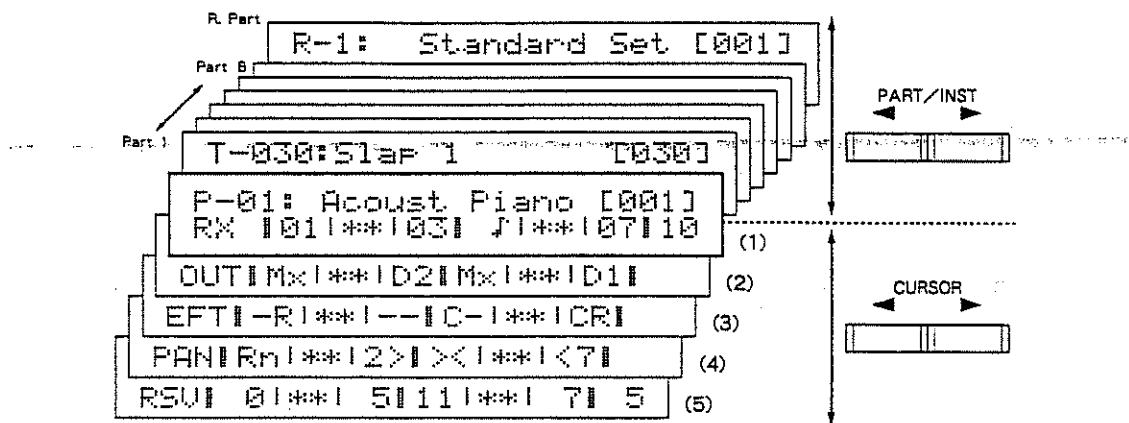 R. Part
R-1: Standard Set [001]
Part 8
Part 1
PART/INST
T-030:Slap 1 [030]
P-01: Acoust Piano [001]
RX ▮01|**|03▮ ♪|**|07▮10
(1)
OUT▮Mx|**|D2▮Mx|**|D1▮
(2)
CURSOR
EFT▮-R|**|--▮C-|**|CR▮
(3)
PAN▮Rn|**|2>▮><|**|<7▮
(4)
RSV▮ 0|**| 5▮11|**| 7▮ 5
(5)